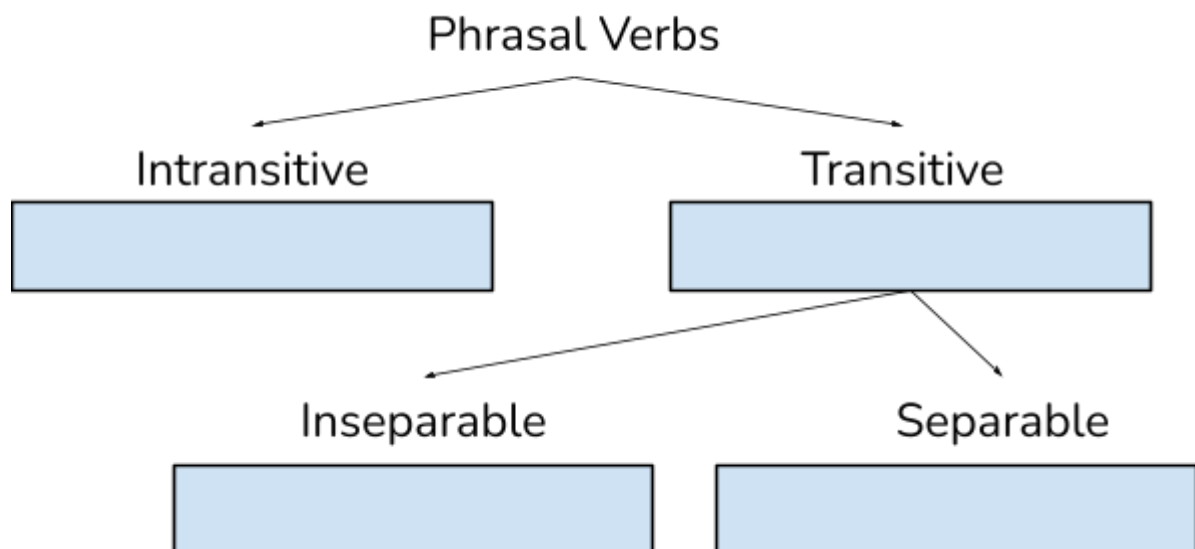 Phrasal Verbs
Intransitive
Transitive
Inseparable
Separable